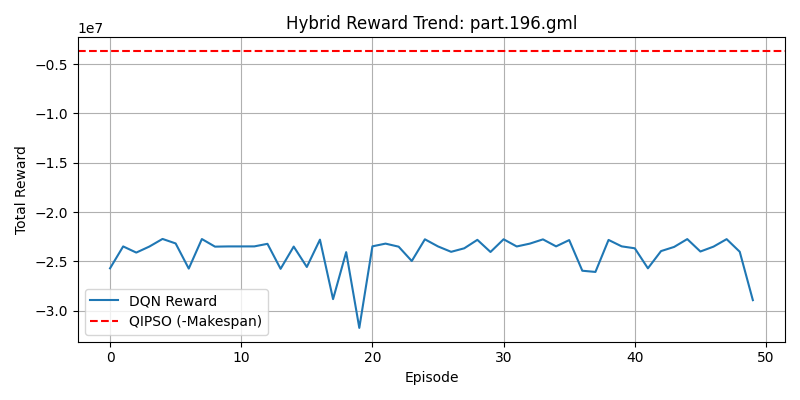 Hybrid Reward Trend: part.196.gml
1e7
−0.5
−1.0
−1.5
−2.0
−2.5
−3.0
Total Reward
DQN Reward
QIPSO (-Makespan)
0 10 20 30 40 50
Episode